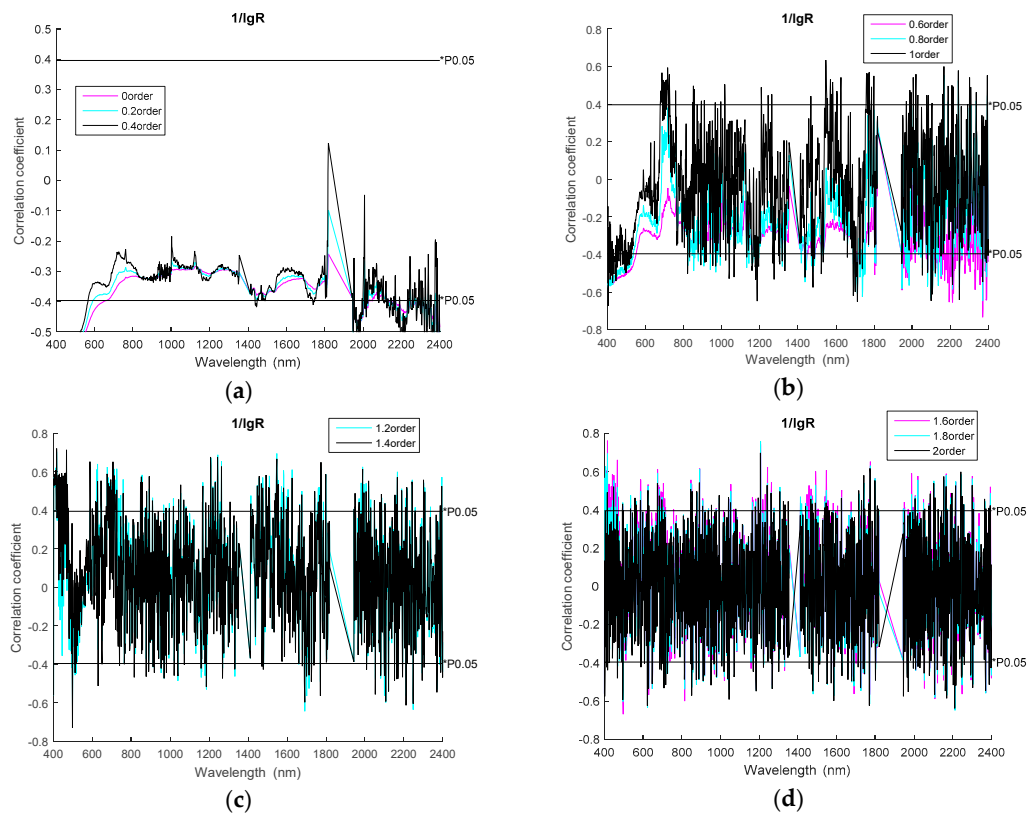 1/lgR
0.5
0.4
0.3
0.2
0.1
0
-0.1
-0.2
-0.3
-0.4
-0.5
Correlation coefficient
*P0.05
*P0.05
0order
0.2order
0.4order
400 600 800 1000 1200 1400 1600 1800 2000 2200 2400
Wavelength (nm)
(a)
1/lgR
0.8
0.6
0.4
0.2
0
-0.2
-0.4
-0.6
-0.8
Correlation coefficient
0.6order
0.8order
1order
*P0.05
*P0.05
400 600 800 1000 1200 1400 1600 1800 2000 2200 2400
Wavelength (nm)
(b)
1/lgR
0.8
0.6
0.4
0.2
0
-0.2
-0.4
-0.6
-0.8
Correlation coefficient
1.2order
1.4order
*P0.05
*P0.05
400 600 800 1000 1200 1400 1600 1800 2000 2200 2400
Wavelength (nm)
(c)
1/lgR
0.8
0.6
0.4
0.2
0
-0.2
-0.4
-0.6
-0.8
Correlation coefficient
1.6order
1.8order
2order
*P0.05
*P0.05
400 600 800 1000 1200 1400 1600 1800 2000 2200 2400
Wavelength (nm)
(d)